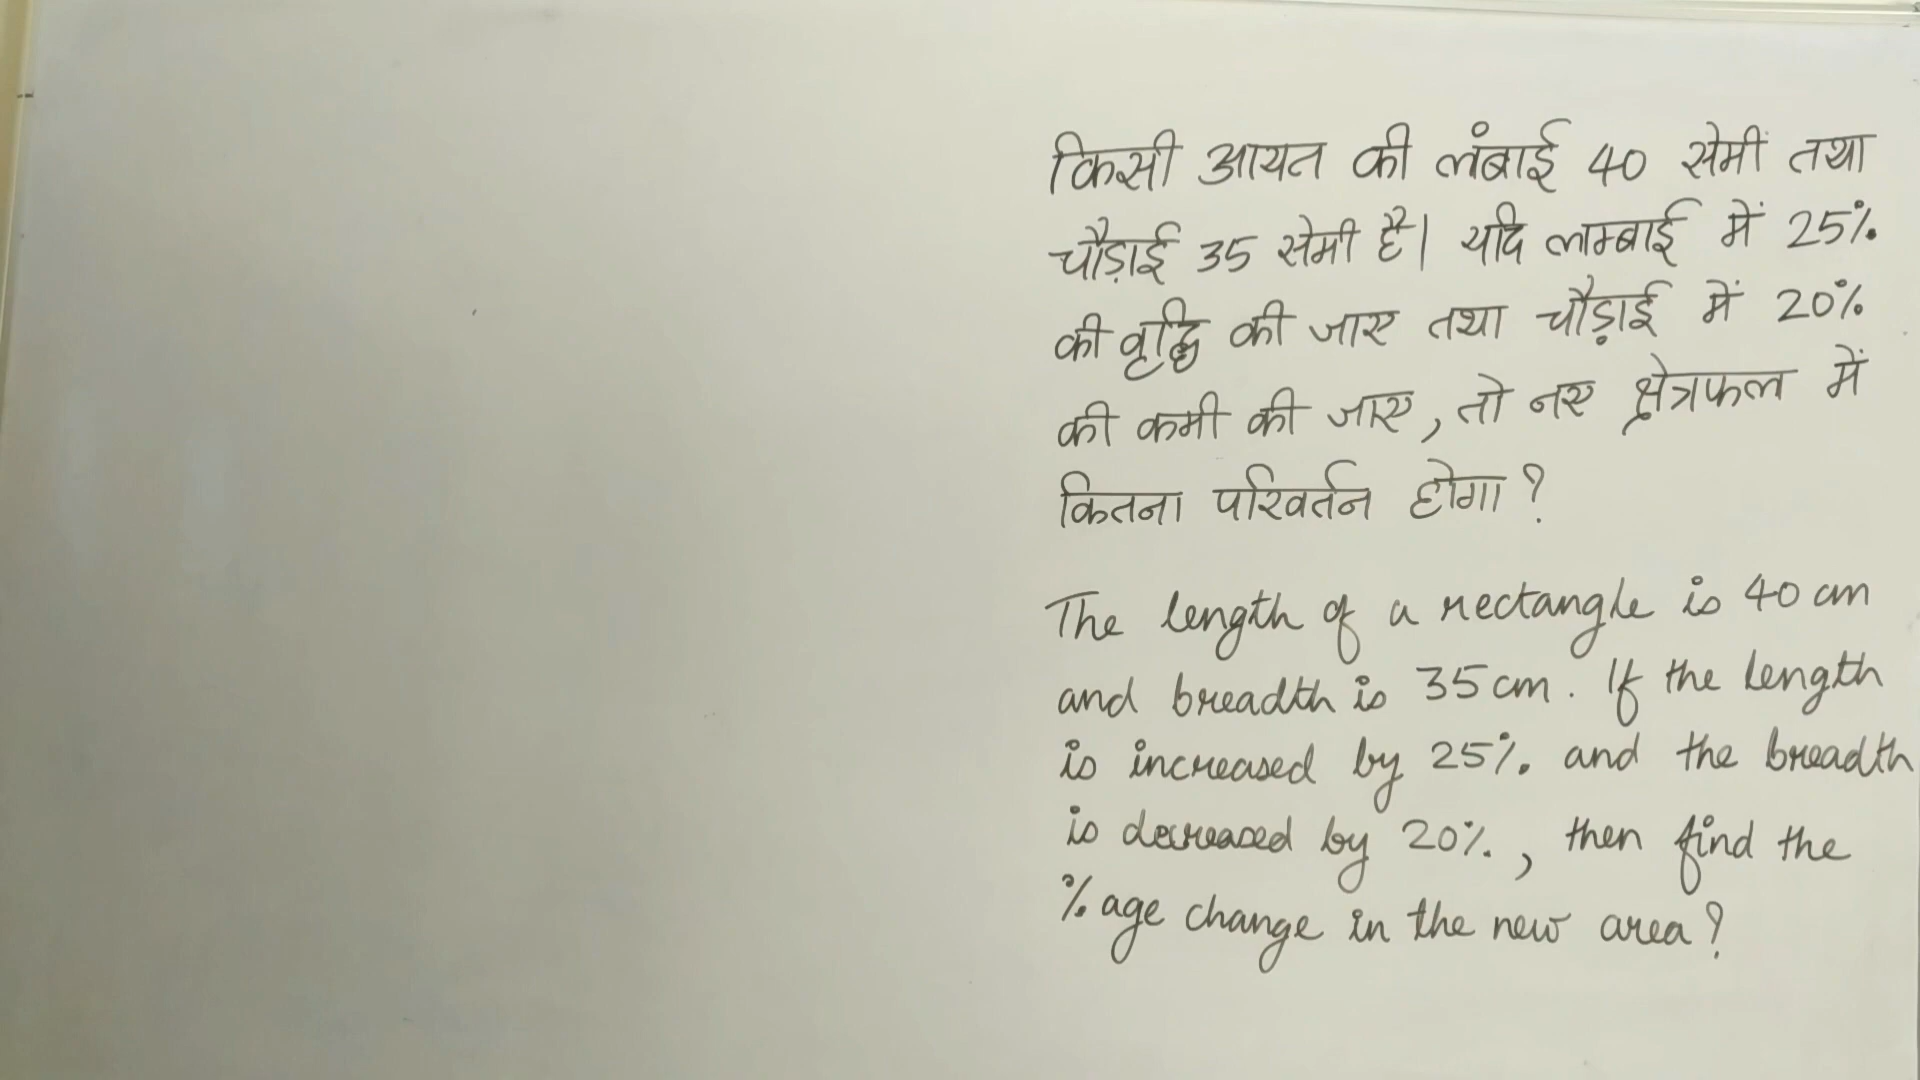 किसी आयत की लंबाई 40 सेमी तथा
चौड़ाई 35 सेमी है। यदि लम्बाई में 25%
की वृद्धि की जाए तथा चौड़ाई में 20%
की कमी की जाए, तो नए क्षेत्रफल में
कितना परिवर्तन होगा?
The length of a rectangle is 40 cm
and breadth is 35 cm. If the length
is increased by 25% and the breadth
is decreased by 20%, then find the
%age change in the new area?